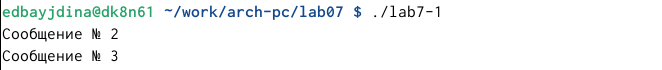 edbayjdina@dk8n61 ~/work/arch-pc/lab07 $ ./lab7-1
Сообщение № 2
Сообщение № 3